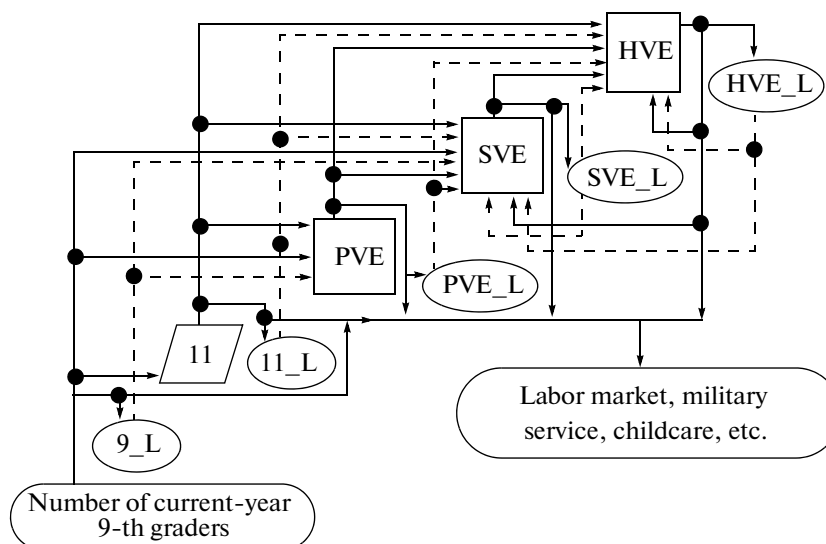 HVE
HVE_L
SVE
SVE_L
PVE
PVE_L
11
11_L
Labor market, military
service, childcare, etc.
9_L
Number of current-year
9-th graders